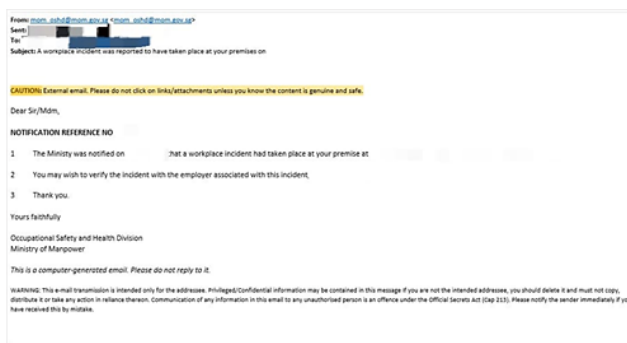 From: mom_oshd@mom.gov.sg <mom_oshd@mom.gov.sg>
Sent:
To:
Subject: A workplace incident was reported to have taken place at your premises on
CAUTION: External email. Please do not click on links/attachments unless you know the content is genuine and safe.
Dear Sir/Mdm,
NOTIFICATION REFERENCE NO
1 The Ministy was notified on that a workplace incident had taken place at your premise at
2 You may wish to verify the incident with the employer associated with this incident.
3 Thank you.
Yours faithfully
Occupational Safety and Health Division
Ministry of Manpower
This is a computer-generated email. Please do not reply to it.
WARNING: This e-mail transmission is intended only for the addressee. Privileged/Confidential information may be contained in this message If you are not the intended addressee, you should delete it and must not copy,
distribute it or take any action in reliance thereon. Communication of any information in this email to any unauthorised person is an offence under the Official Secrets Act (Cap 213). Please notify the sender immediately if yo
have received this by mistake.